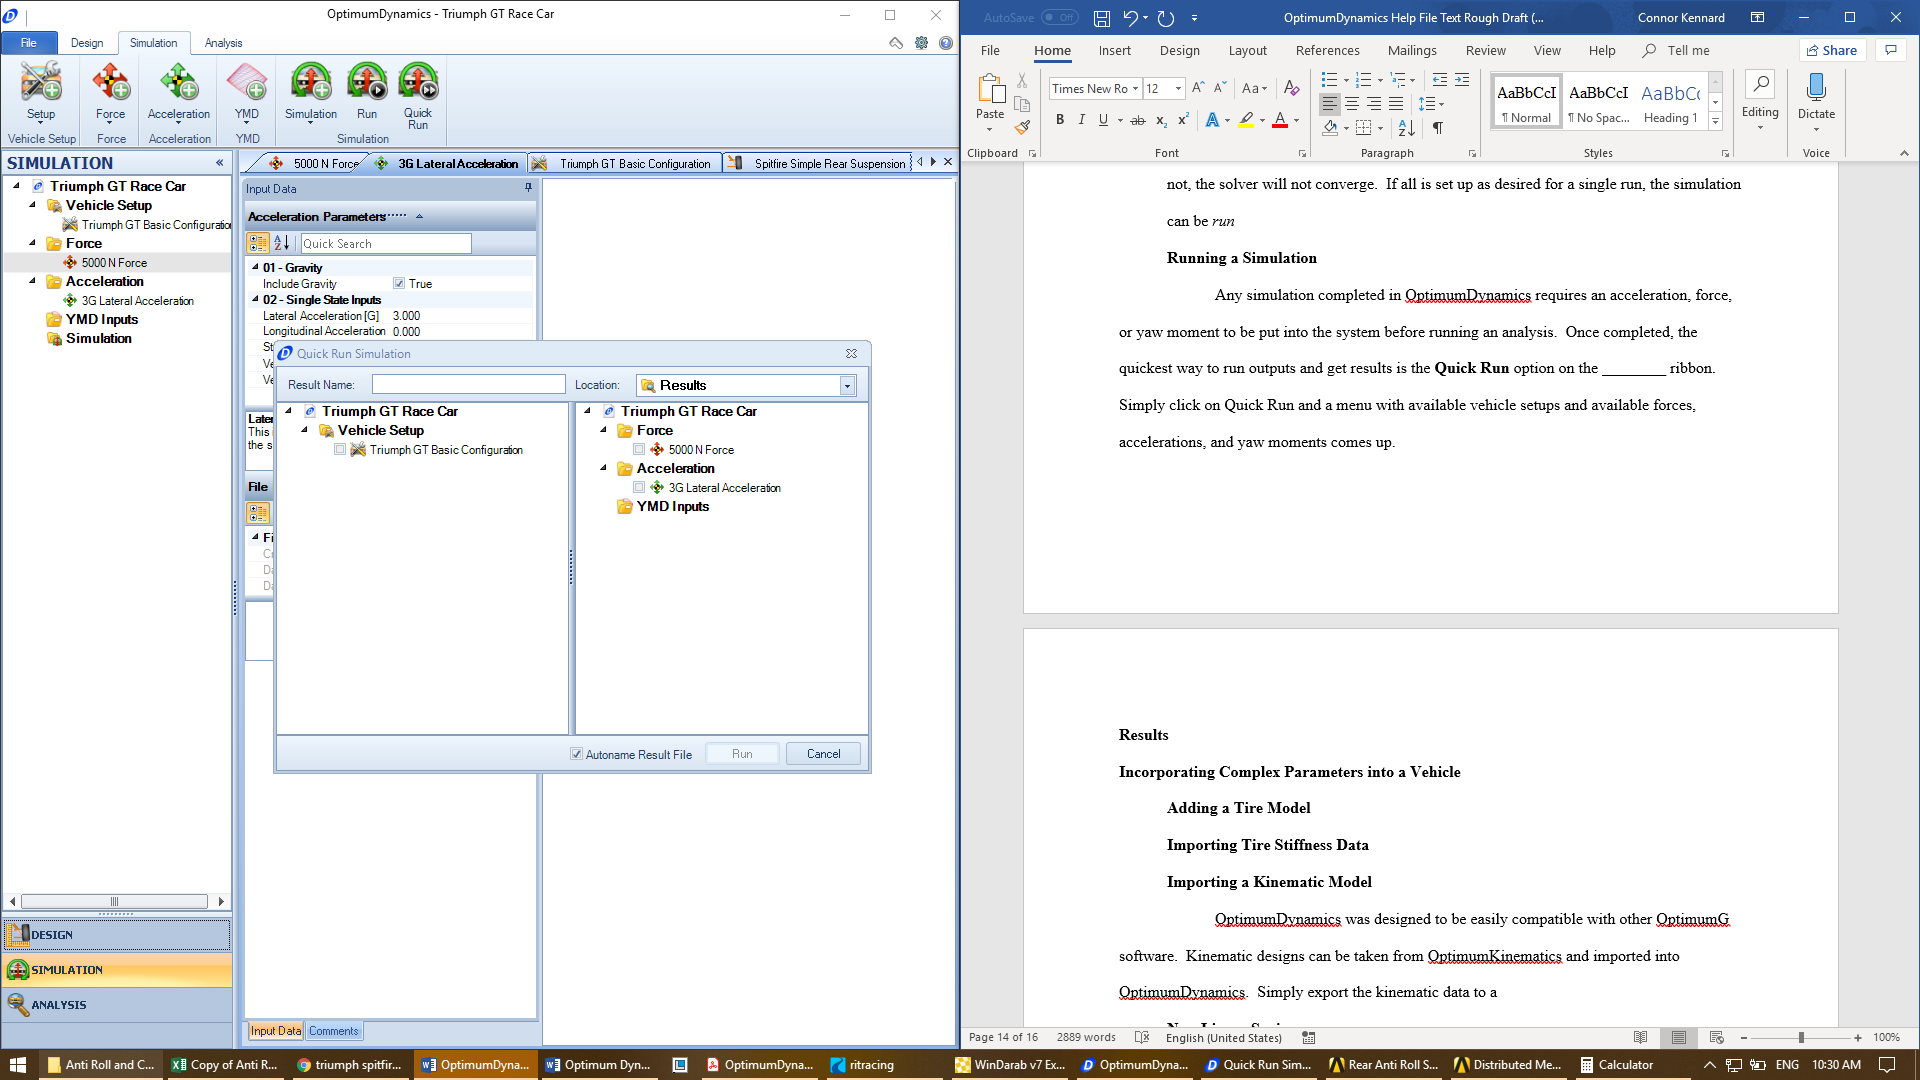 OptimumDynamics - Triumph GT Race Car
File Design Simulation Analysis
Setup Force Acceleration YMD Simulation Run Quick Run
Vehicle Setup Force Acceleration YMD Simulation
SIMULATION «
Triumph GT Race Car
Vehicle Setup
Triumph GT Basic Configuratio
Force
5000 N Force
Acceleration
3G Lateral Acceleration
YMD Inputs
Simulation
DESIGN
SIMULATION
ANALYSIS
5000 N Force 3G Lateral Acceleration Triumph GT Basic Configuration Spitfire Simple Rear Suspension
Input Data
Acceleration Parameters
Quick Search
01 - Gravity
Include Gravity True
02 - Single State Inputs
Lateral Acceleration [G] 3.000
Longitudinal Acceleration 0.000
St
Ve
Ve
Later
This
the s
File
Fi
Cr
Da
Da
Input Data Comments
Quick Run Simulation
Result Name: Location: Results
Triumph GT Race Car
Vehicle Setup
Triumph GT Basic Configuration
Triumph GT Race Car
Force
5000 N Force
Acceleration
3G Lateral Acceleration
YMD Inputs
Autoname Result File Run Cancel
AutoSave Off OptimumDynamics Help File Text Rough Draft (... Connor Kennard
File Home Insert Design Layout References Mailings Review View Help Tell me Share
Paste Times New Ro 12 Aa
B I U ab x₂ x² A A
AaBbCcI AaBbCcI AaBbCc
¶ Normal ¶ No Spac... Heading 1
Editing Dictate
Clipboard Font Paragraph Styles Voice
not, the solver will not converge. If all is set up as desired for a single run, the simulation
can be run
Running a Simulation
Any simulation completed in OptimumDynamics requires an acceleration, force,
or yaw moment to be put into the system before running an analysis. Once completed, the
quickest way to run outputs and get results is the Quick Run option on the ________ ribbon.
Simply click on Quick Run and a menu with available vehicle setups and available forces,
accelerations, and yaw moments comes up.
Results
Incorporating Complex Parameters into a Vehicle
Adding a Tire Model
Importing Tire Stiffness Data
Importing a Kinematic Model
OptimumDynamics was designed to be easily compatible with other OptimumG
software. Kinematic designs can be taken from OptimumKinematics and imported into
OptimumDynamics. Simply export the kinematic data to a
Page 14 of 16 2889 words English (United States) 100%
Anti Roll and C... Copy of Anti R... triumph spitfir... OptimumDyna... Optimum Dyn... OptimumDyna... ritracing WinDarab v7 Ex... OptimumDyna... Quick Run Sim... Rear Anti Roll S... Distributed Me... Calculator ENG 10:30 AM